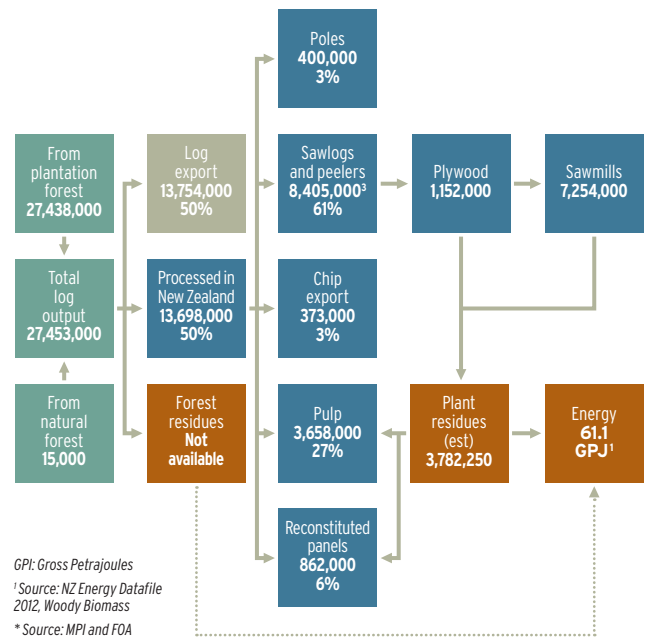 Poles
400,000
3%
From
plantation
forest
27,438,000
Log
export
13,754,000
50%
Sawlogs
and peelers
8,405,000³
61%
Plywood
1,152,000
Sawmills
7,254,000
Total
log
output
27,453,000
Processed in
New Zealand
13,698,000
50%
Chip
export
373,000
3%
From
natural
forest
15,000
Forest
residues
Not
available
Pulp
3,658,000
27%
Plant
residues
(est)
3,782,250
Energy
61.1
GPJ¹
Reconstituted
panels
862,000
6%
GPI: Gross Petrajoules
¹ Source: NZ Energy Datafile
2012, Woody Biomass
* Source: MPI and FOA